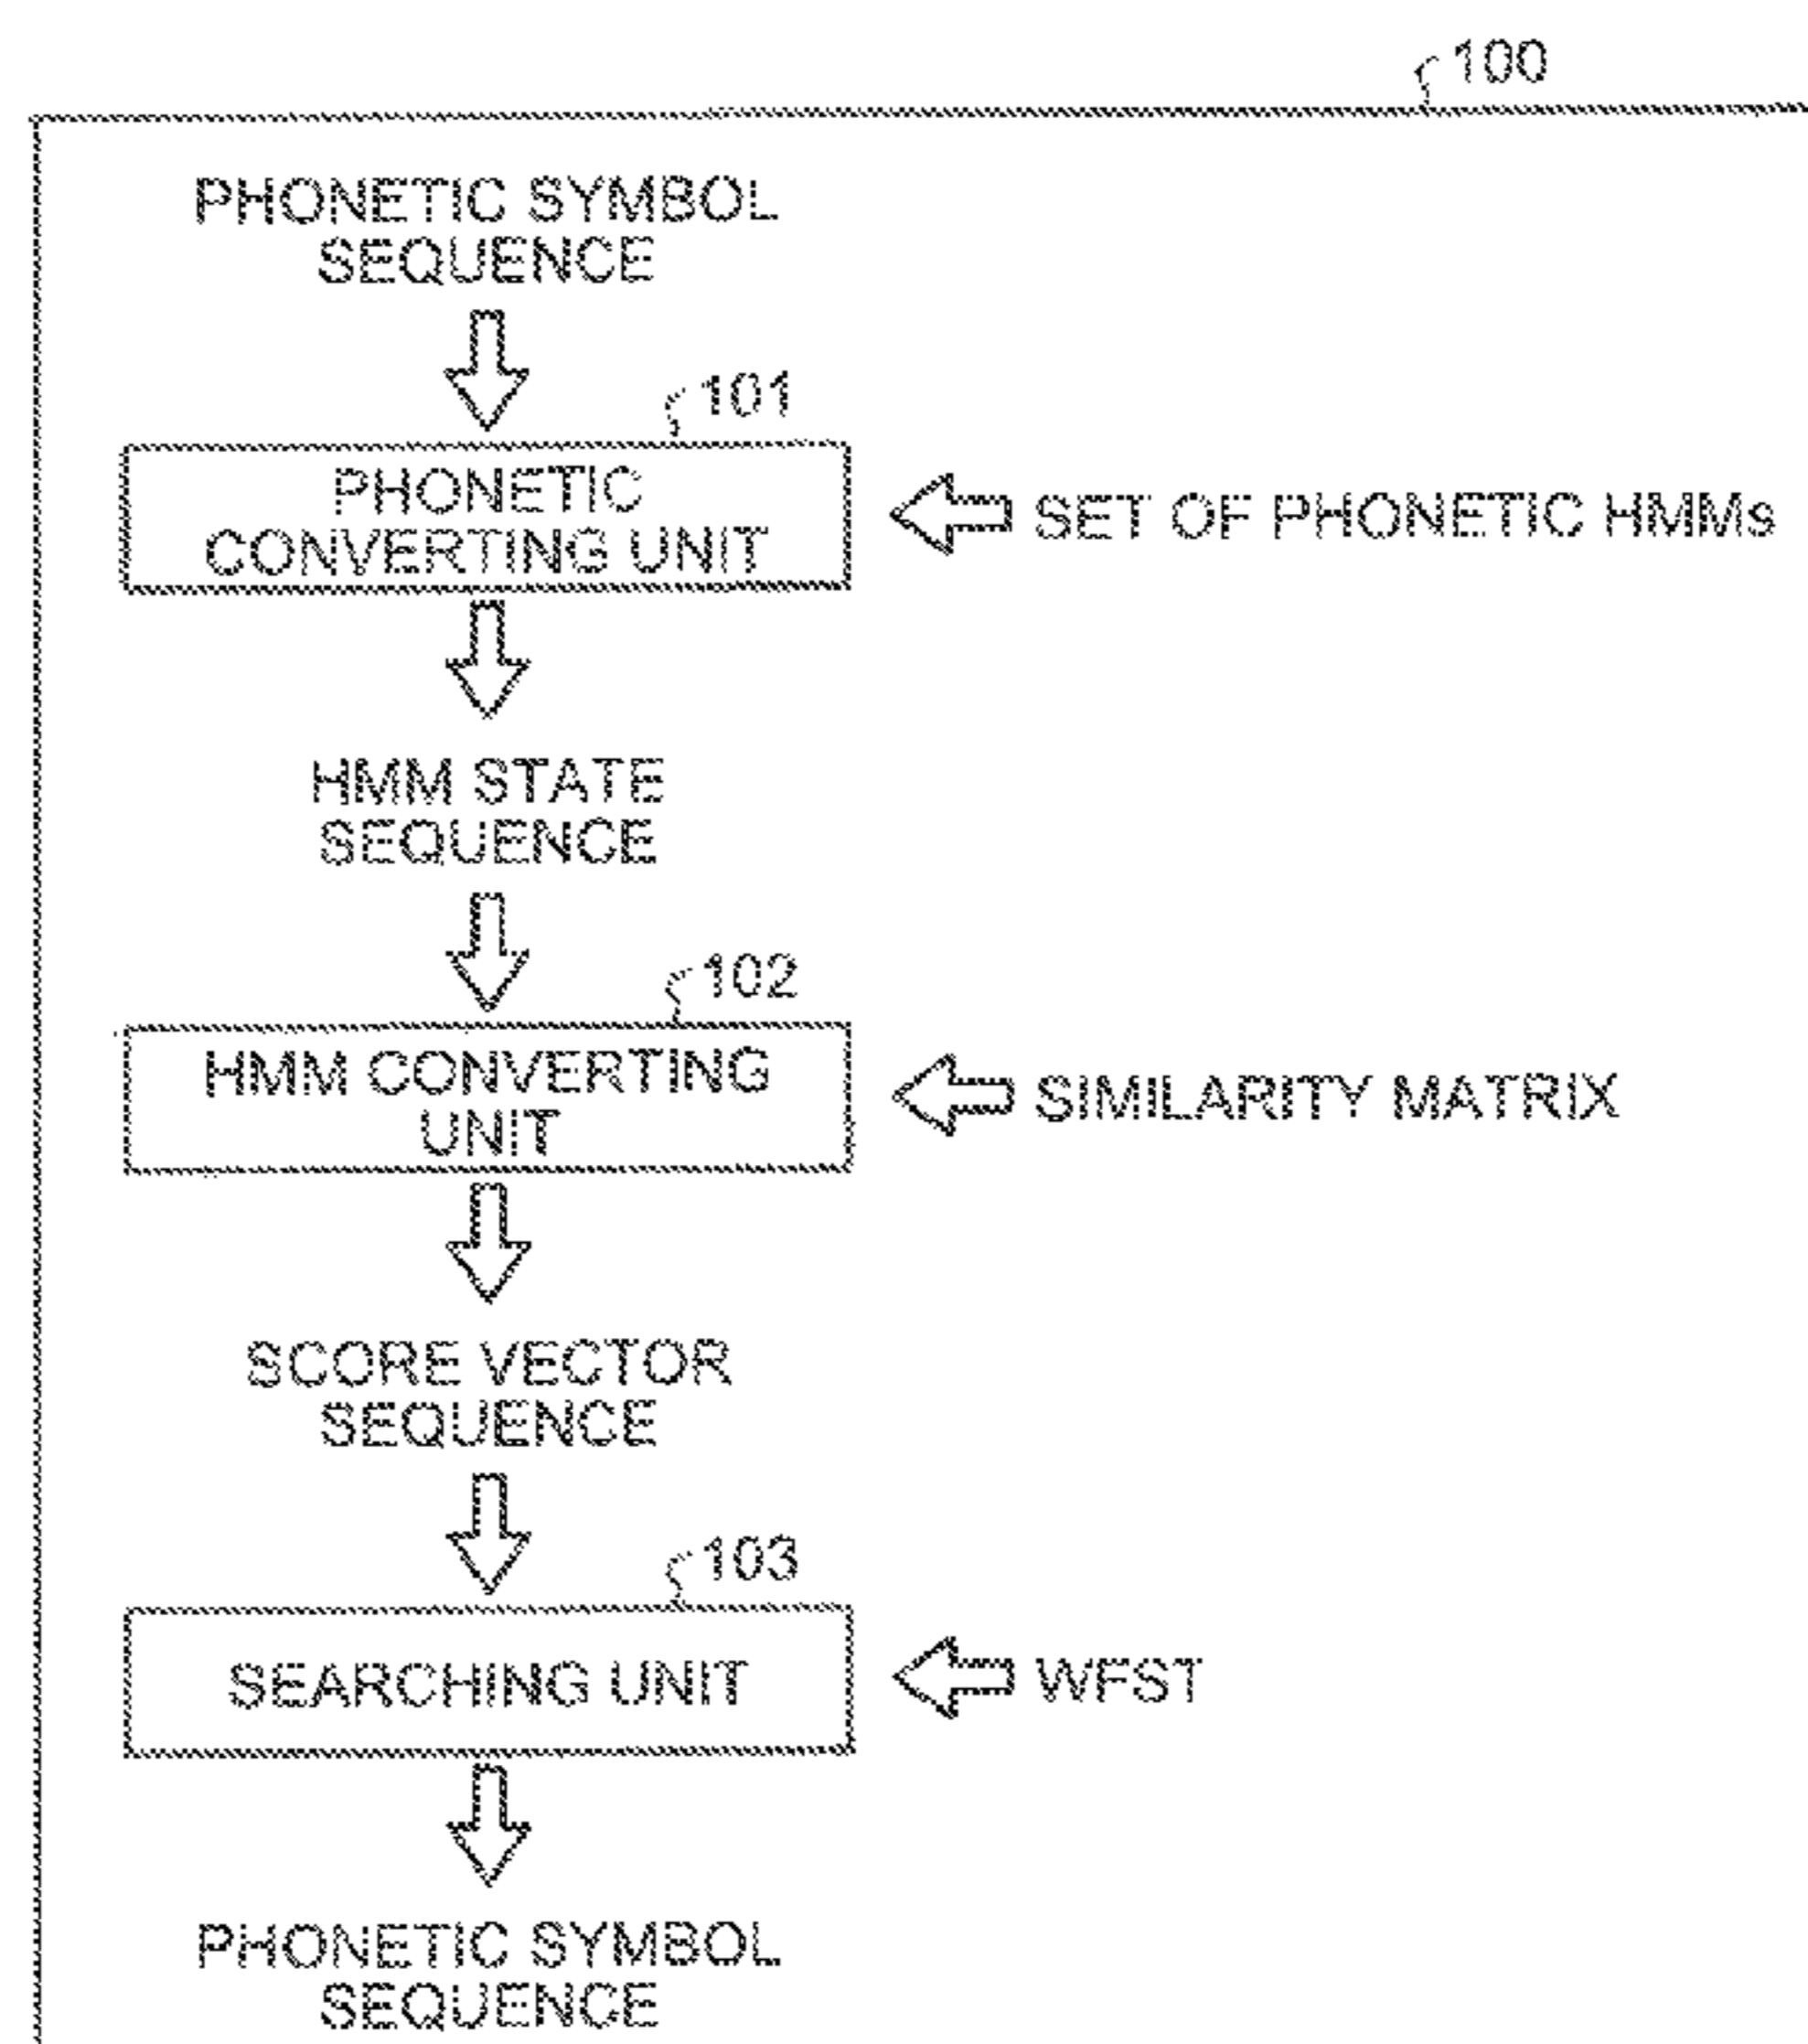 100
PHONETIC SYMBOL
SEQUENCE
101
PHONETIC
CONVERTING UNIT
SET OF PHONETIC HMMs
HMM STATE
SEQUENCE
102
HMM CONVERTING
UNIT
SIMILARITY MATRIX
SCORE VECTOR
SEQUENCE
103
SEARCHING UNIT
WFST
PHONETIC SYMBOL
SEQUENCE